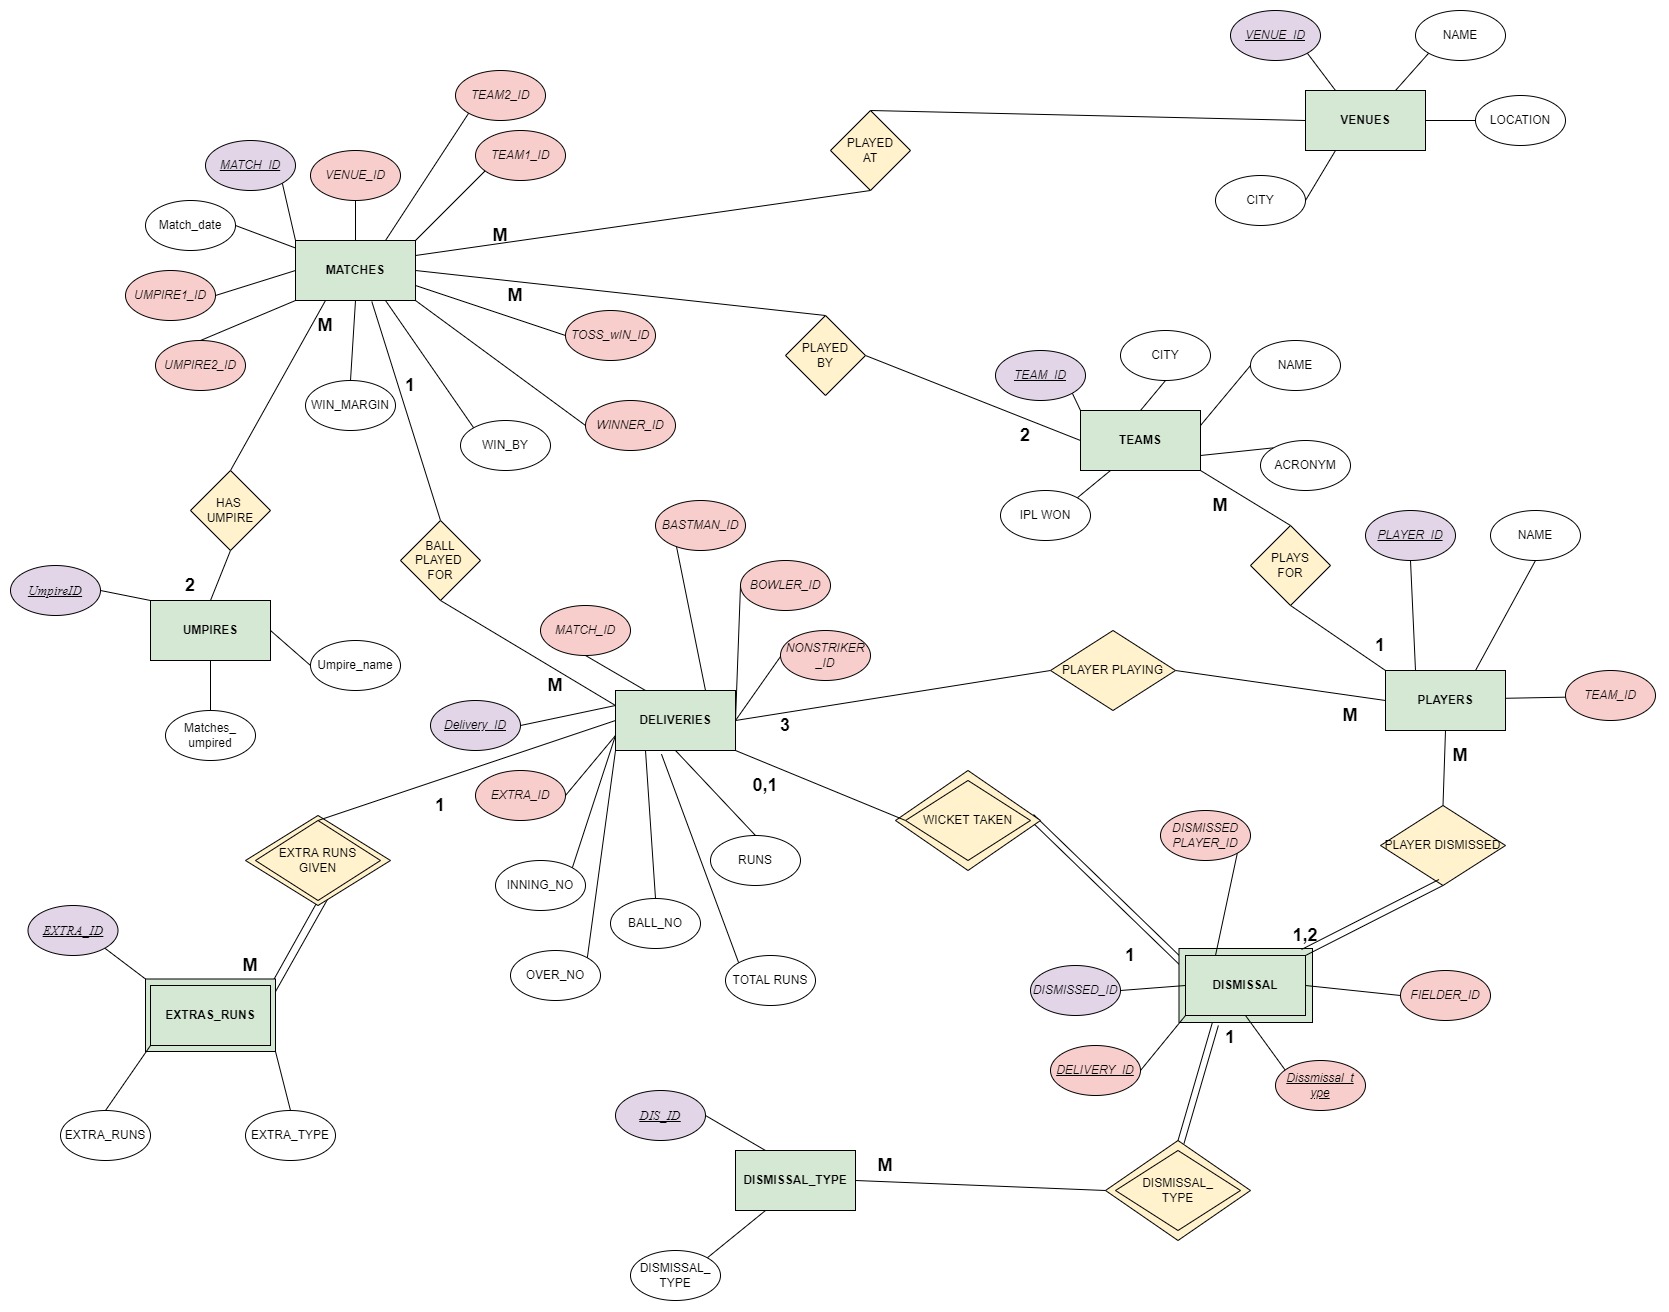 VENUE_ID
NAME
VENUES
LOCATION
CITY
TEAM2_ID
TEAM1_ID
MATCH_ID
VENUE_ID
Match_date
PLAYED
AT
M
MATCHES
UMPIRE1_ID
UMPIRE2_ID
M
M
TOSS_wIN_ID
WIN_MARGIN
1
WIN_BY
WINNER_ID
PLAYED
BY
2
TEAM_ID
CITY
NAME
TEAMS
ACRONYM
IPL WON
M
PLAYS
FOR
1
PLAYER_ID
NAME
PLAYERS
TEAM_ID
HAS
UMPIRE
2
UmpireID
UMPIRES
Umpire_name
Matches_
umpired
BALL
PLAYED
FOR
M
BASTMAN_ID
BOWLER_ID
NONSTRIKER
_ID
MATCH_ID
Delivery_ID
DELIVERIES
3
PLAYER PLAYING
M
M
EXTRA_ID
INNING_NO
OVER_NO
BALL_NO
TOTAL RUNS
RUNS
0,1
WICKET TAKEN
1
PLAYER DISMISSED
1,2
1
EXTRA RUNS
GIVEN
M
EXTRA_ID
EXTRAS_RUNS
EXTRA_RUNS
EXTRA_TYPE
DISMISSED
PLAYER_ID
DISMISSED_ID
DISMISSAL
FIELDER_ID
DELIVERY_ID
1
Dissmissal_t
ype
DIS_ID
DISMISSAL_TYPE
M
DISMISSAL_
TYPE
DISMISSAL_
TYPE